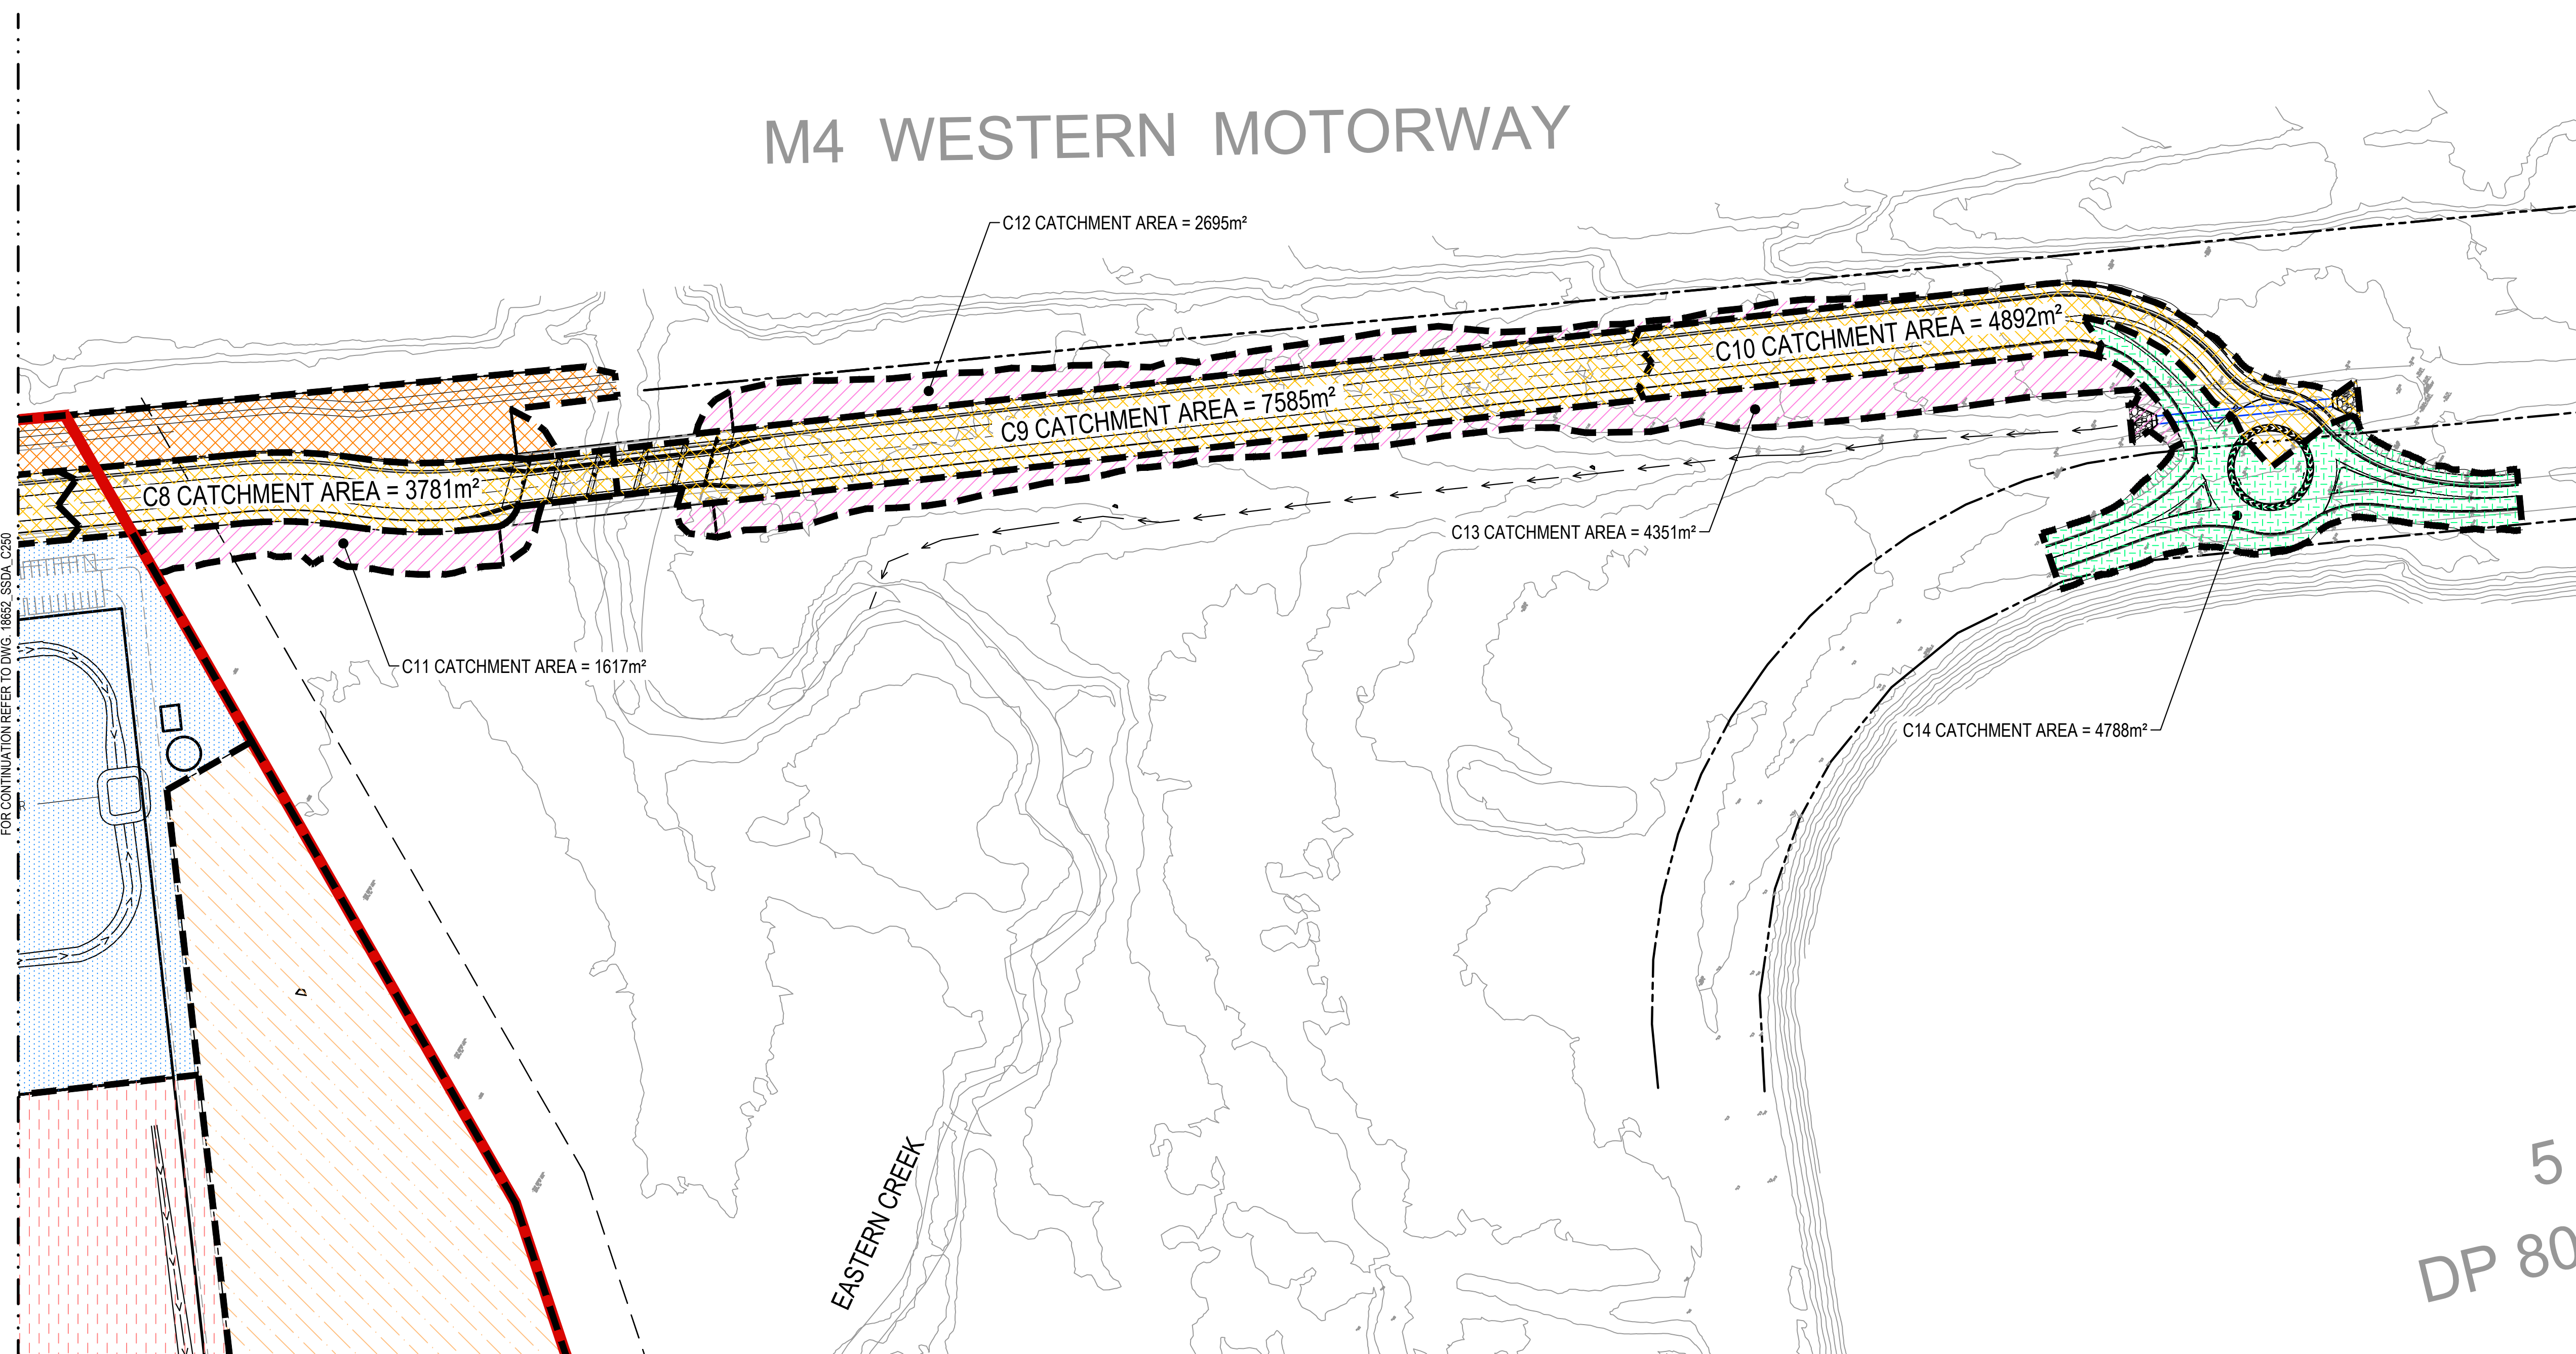 M4 WESTERN MOTORWAY
C12 CATCHMENT AREA = 2695m²
C10 CATCHMENT AREA = 4892m²
C9 CATCHMENT AREA = 7585m²
C8 CATCHMENT AREA = 3781m²
C13 CATCHMENT AREA = 4351m²
C11 CATCHMENT AREA = 1617m²
C14 CATCHMENT AREA = 4788m²
FOR CONTINUATION REFER TO DWG. 18652_SSDA_C250
EASTERN CREEK
5
DP 80